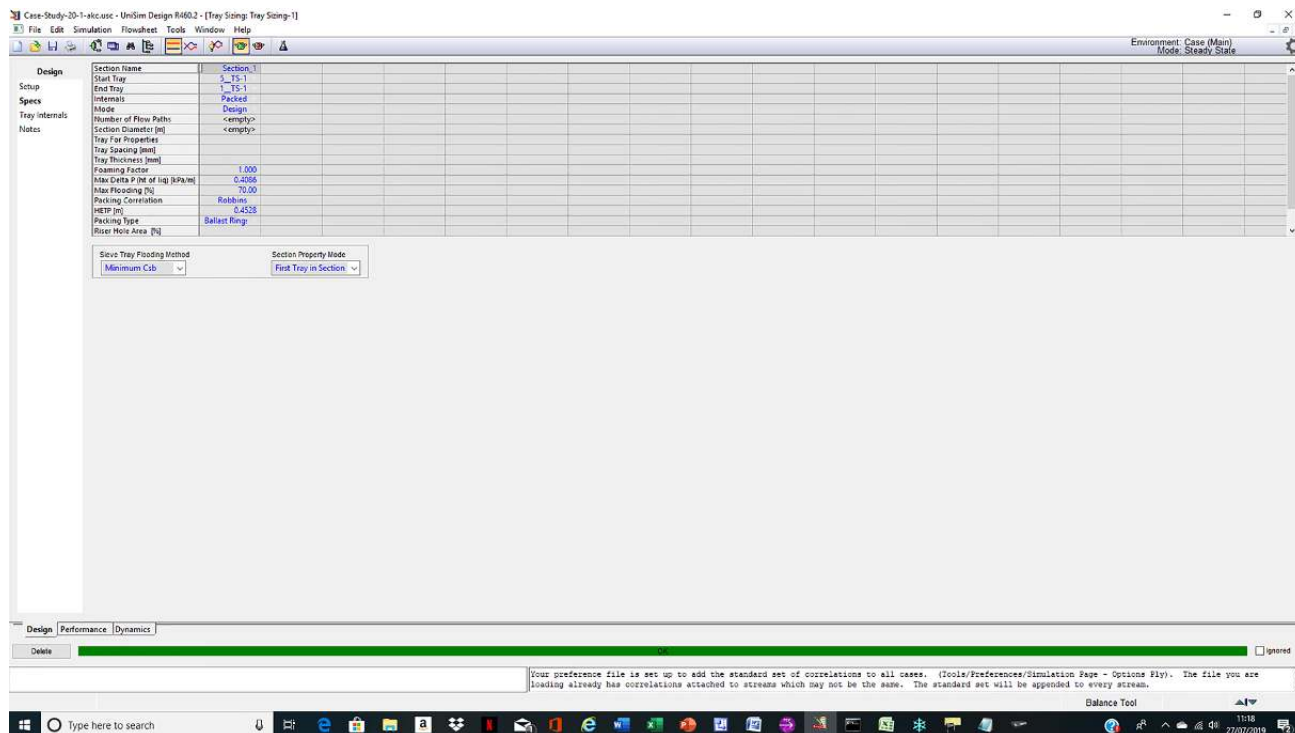 Case-Study-20-1-akc.usc - UniSim Design R460.2 - [Tray Sizing: Tray Sizing-1]
File Edit Simulation Flowsheet Tools Window Help
Environment: Case (Main)
Mode: Steady State
Design
Setup
Specs
Tray Internals
Notes
Section Name Section_1
Start Tray 5__TS-1
End Tray 1__TS-1
Internals Packed
Mode Design
Number of Flow Paths <empty>
Section Diameter [m] <empty>
Tray For Properties
Tray Spacing [mm]
Tray Thickness [mm]
Foaming Factor 1.000
Max Delta P (ht of liq) [kPa/m] 0.4086
Max Flooding [%] 70.00
Packing Correlation Robbins
HETP [m] 0.4528
Packing Type Ballast Rings
Riser Hole Area [%]
Sieve Tray Flooding Method Section Property Mode
Minimum Csb First Tray in Section
Design Performance Dynamics
Delete OK Ignored
Your preference file is set up to add the standard set of correlations to all cases. (Tools/Preferences/Simulation Page - Options Ply). The file you are
loading already has correlations attached to streams which may not be the same. The standard set will be appended to every stream.
Balance Tool
Type here to search
11:18
27/07/2019